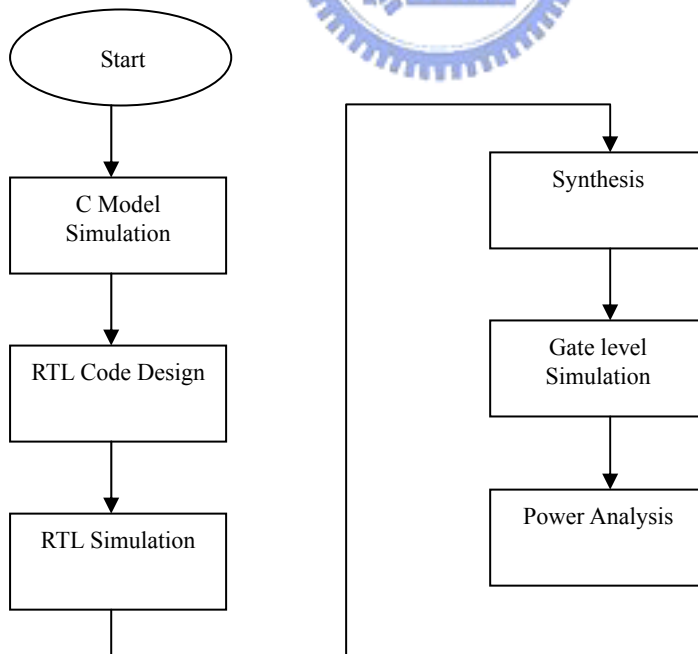 Start
C Model
Simulation
RTL Code Design
RTL Simulation
Synthesis
Gate level
Simulation
Power Analysis